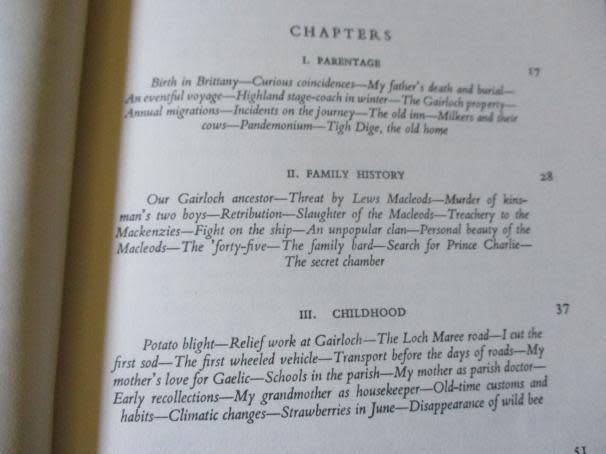 CHAPTERS
I. PARENTAGE 17
Birth in Brittany—Curious coincidences—My father's death and burial—
An eventful voyage—Highland stage-coach in winter—The Gairloch property—
Annual migrations—Incidents on the journey—The old inn—Milkers and their
cows—Pandemonium—Tigh Dige, the old home
II. FAMILY HISTORY 28
Our Gairloch ancestor—Threat by Lews Macleods—Murder of kins-
man's two boys—Retribution—Slaughter of the Macleods—Treachery to the
Mackenzies—Fight on the ship—An unpopular clan—Personal beauty of the
Macleods—The 'forty-five—The family bard—Search for Prince Charlie—
The secret chamber
III. CHILDHOOD 37
Potato blight—Relief work at Gairloch—The Loch Maree road—I cut the
first sod—The first wheeled vehicle—Transport before the days of roads—My
mother's love for Gaelic—Schools in the parish—My mother as parish doctor—
Early recollections—My grandmother as housekeeper—Old-time customs and
habits—Climatic changes—Strawberries in June—Disappearance of wild bee
51